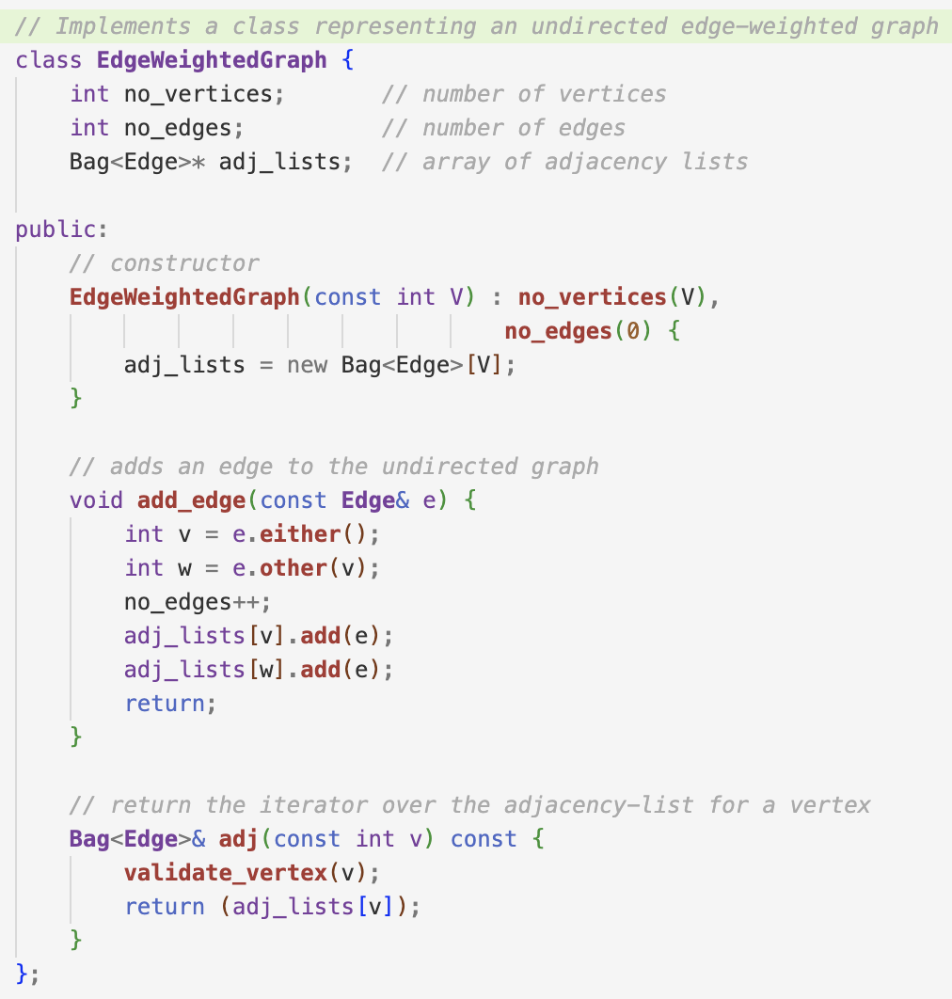 // Implements a class representing an undirected edge-weighted graph
class EdgeWeightedGraph {
    int no_vertices;       // number of vertices
    int no_edges;          // number of edges
    Bag<Edge>* adj_lists;  // array of adjacency lists

public:
    // constructor
    EdgeWeightedGraph(const int V) : no_vertices(V),
                                    no_edges(0) {
        adj_lists = new Bag<Edge>[V];
    }

    // adds an edge to the undirected graph
    void add_edge(const Edge& e) {
        int v = e.either();
        int w = e.other(v);
        no_edges++;
        adj_lists[v].add(e);
        adj_lists[w].add(e);
        return;
    }

    // return the iterator over the adjacency-list for a vertex
    Bag<Edge>& adj(const int v) const {
        validate_vertex(v);
        return (adj_lists[v]);
    }
};